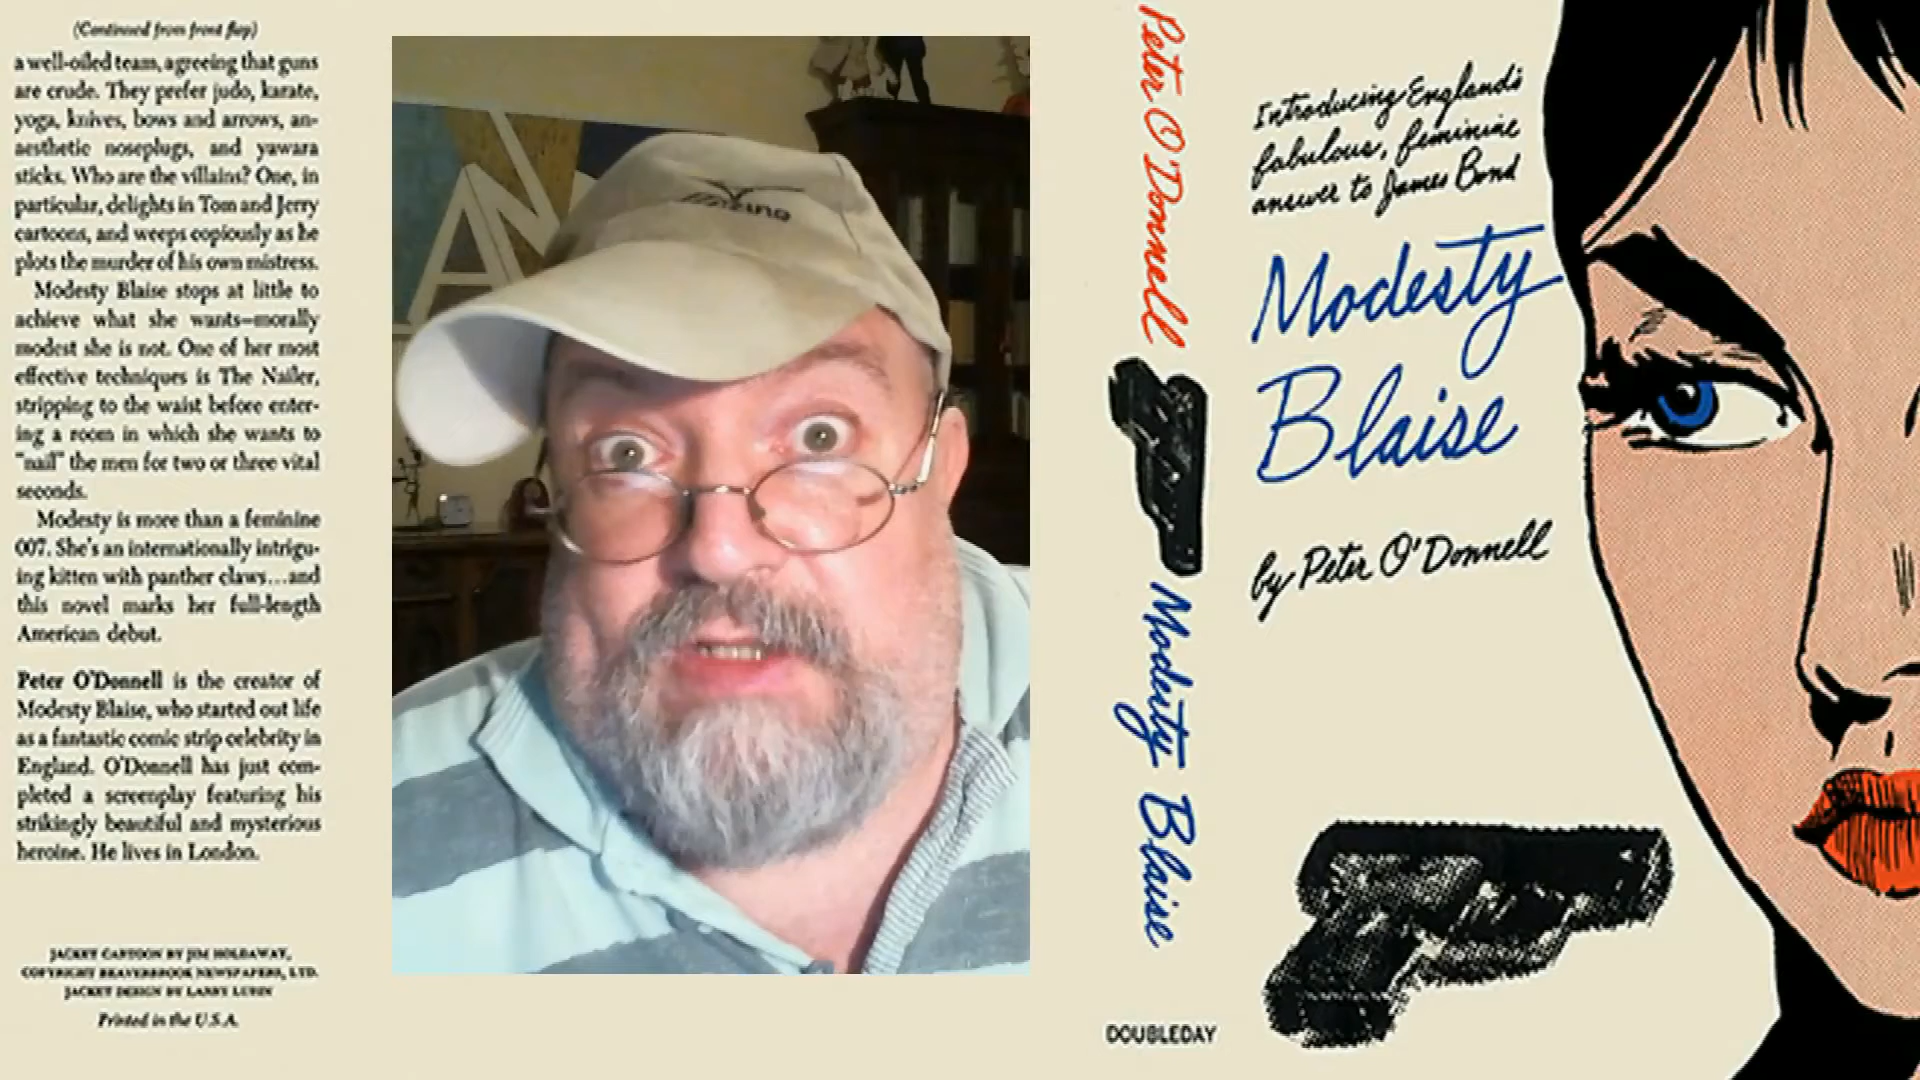 (Continued from front flap)
a well-oiled team, agreeing that guns
are crude. They prefer judo, karate,
yoga, knives, bows and arrows, an-
aesthetic noseplugs, and yawara
sticks. Who are the villains? One, in
particular, delights in Tom and Jerry
cartoons, and weeps copiously as he
plots the murder of his own mistress.
Modesty Blaise stops at little to
achieve what she wants—morally
modest she is not. One of her most
effective techniques is The Nailer,
stripping to the waist before enter-
ing a room in which she wants to
"nail" the men for two or three vital
seconds.
Modesty is more than a feminine
007. She's an internationally intrigu-
ing kitten with panther claws...and
this novel marks her full-length
American debut.
Peter O'Donnell is the creator of
Modesty Blaise, who started out life
as a fantastic comic strip celebrity in
England. O'Donnell has just com-
pleted a screenplay featuring his
strikingly beautiful and mysterious
heroine. He lives in London.
JACKET CARTOON BY JIM HOLDAWAY,
COPYRIGHT BEAVERBROOK NEWSPAPERS, LTD.
JACKET DESIGN BY LARRY LURIN
Printed in the U.S.A.
AN
Peter O'Donnell
Modesty Blaise
DOUBLEDAY
Introducing England's
fabulous, feminine
answer to James Bond
Modesty
Blaise
by Peter O'Donnell